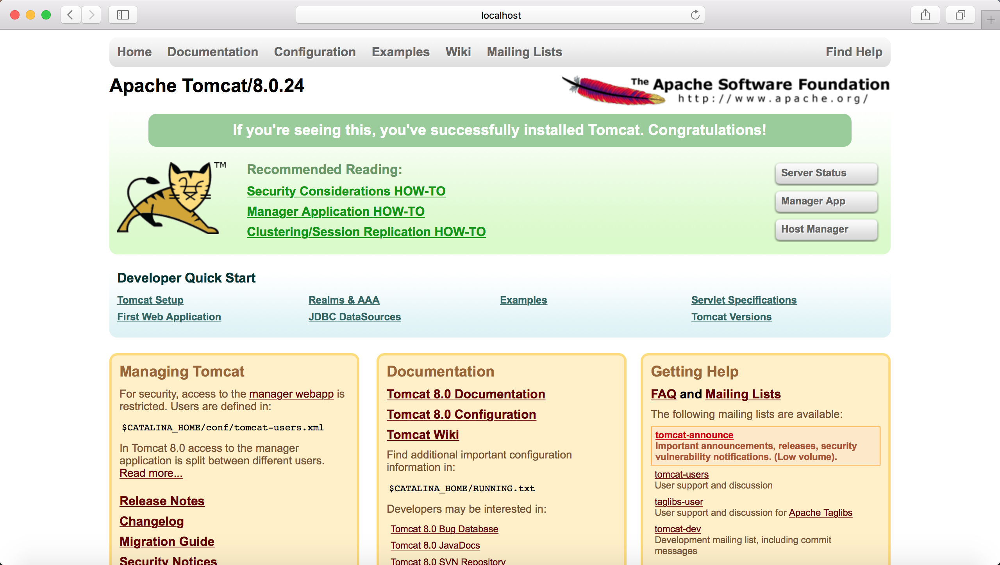 localhost
Home Documentation Configuration Examples Wiki Mailing Lists Find Help
Apache Tomcat/8.0.24
The Apache Software Foundation
http://www.apache.org/
If you're seeing this, you've successfully installed Tomcat. Congratulations!
TM
Recommended Reading:
Security Considerations HOW-TO
Manager Application HOW-TO
Clustering/Session Replication HOW-TO
Server Status
Manager App
Host Manager
Developer Quick Start
Tomcat Setup
First Web Application
Realms & AAA
JDBC DataSources
Examples
Servlet Specifications
Tomcat Versions
Managing Tomcat
For security, access to the manager webapp is
restricted. Users are defined in:
$CATALINA_HOME/conf/tomcat-users.xml
In Tomcat 8.0 access to the manager
application is split between different users.
Read more...
Release Notes
Changelog
Migration Guide
Security Notices
Documentation
Tomcat 8.0 Documentation
Tomcat 8.0 Configuration
Tomcat Wiki
Find additional important configuration
information in:
$CATALINA_HOME/RUNNING.txt
Developers may be interested in:
Tomcat 8.0 Bug Database
Tomcat 8.0 JavaDocs
Tomcat 8.0 SVN Repository
Getting Help
FAQ and Mailing Lists
The following mailing lists are available:
tomcat-announce
Important announcements, releases, security
vulnerability notifications. (Low volume).
tomcat-users
User support and discussion
taglibs-user
User support and discussion for Apache Taglibs
tomcat-dev
Development mailing list, including commit
messages